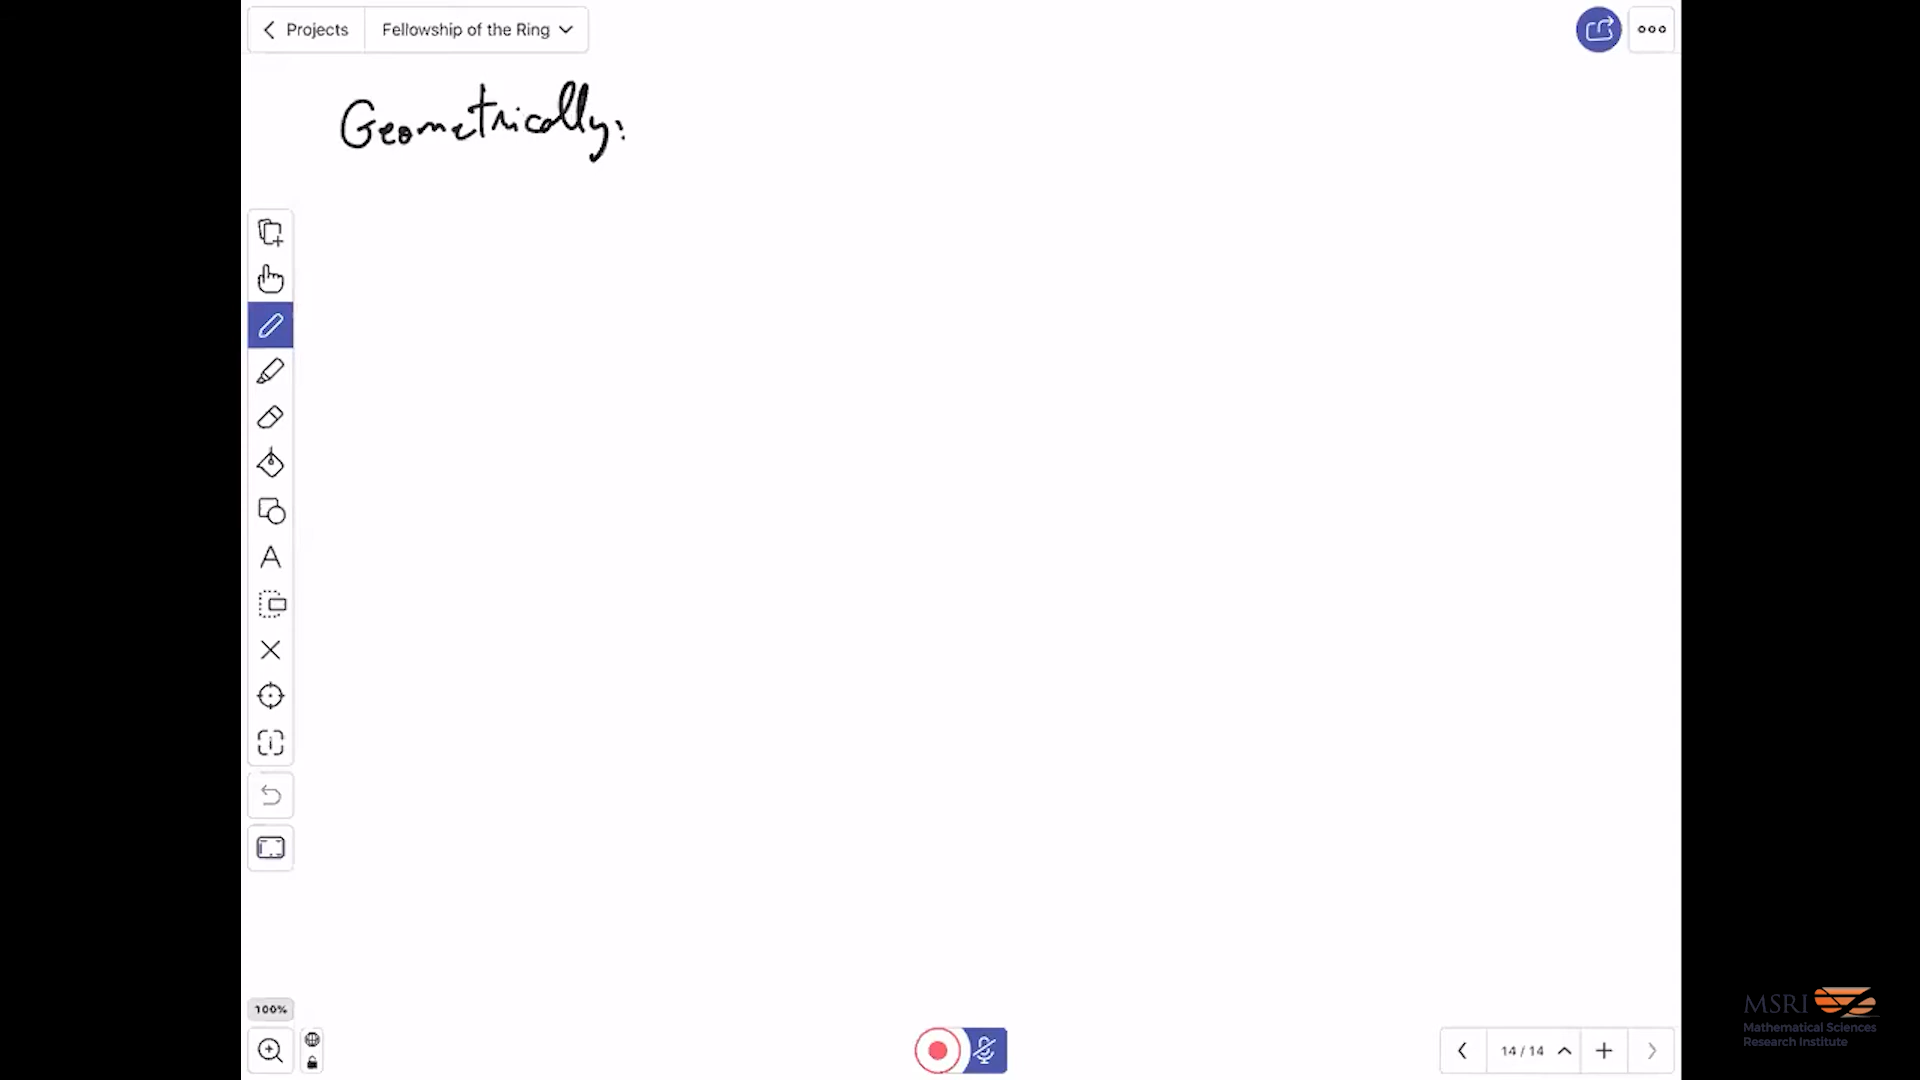 Projects
Fellowship of the Ring
Geometrically:
A
100%
14 / 14
MSRI
Mathematical Sciences
Research Institute